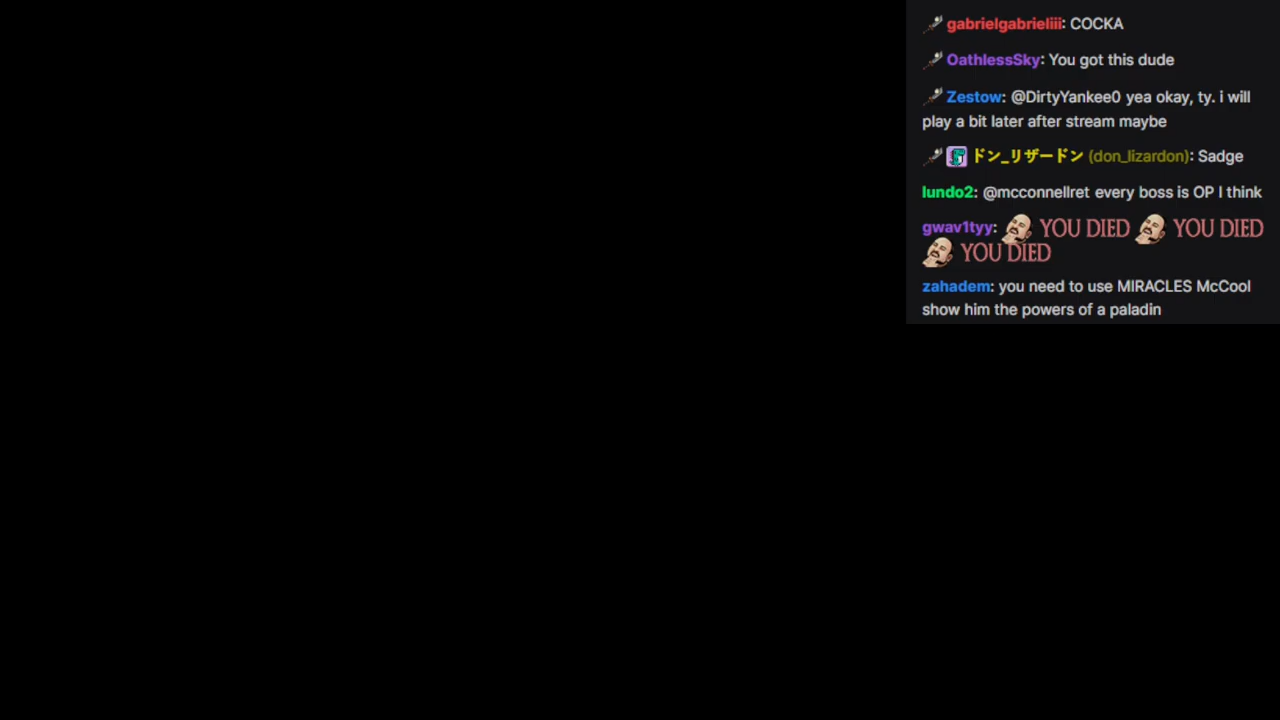 gabrielgabrieliii: COCKA
OathlessSky: You got this dude
Zestow: @DirtyYankee0 yea okay, ty. i will
play a bit later after stream maybe
ドン_リザードン (don_lizardon): Sadge
lundo2: @mcconnellret every boss is OP I think
gwav1tyy: YOU DIED YOU DIED
YOU DIED
zahadem: you need to use MIRACLES McCool
show him the powers of a paladin